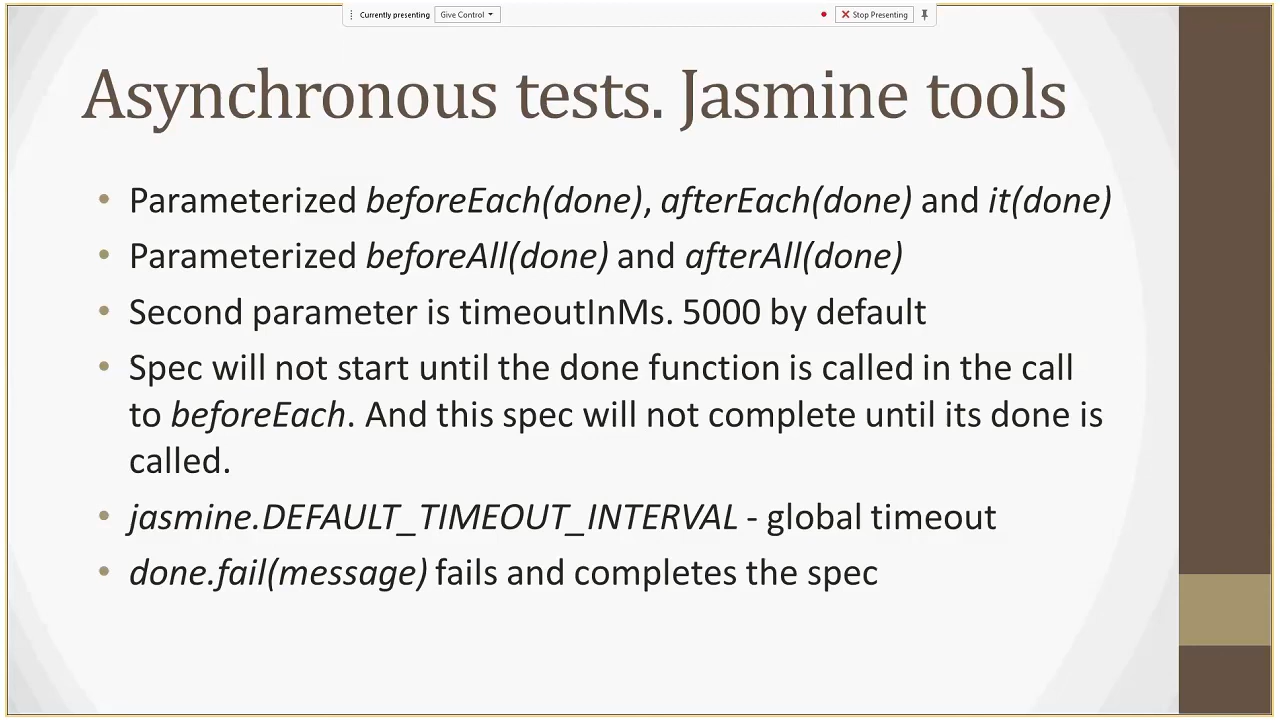 Currently presenting Give Control Stop Presenting
Asynchronous tests. Jasmine tools
• Parameterized beforeEach(done), afterEach(done) and it(done)
• Parameterized beforeAll(done) and afterAll(done)
• Second parameter is timeoutInMs. 5000 by default
• Spec will not start until the done function is called in the call
to beforeEach. And this spec will not complete until its done is
called.
• jasmine.DEFAULT_TIMEOUT_INTERVAL - global timeout
• done.fail(message) fails and completes the spec